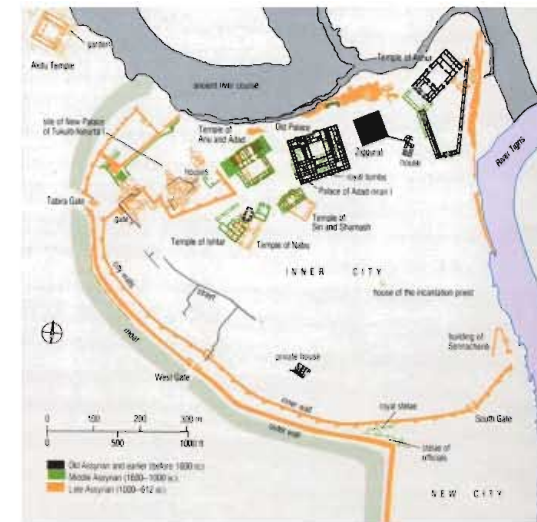 garden
Akitu Temple
ancient river course
Temple of Ashur
site of New Palace
of Tukulti-Ninurta I
Temple of
Anu and Adad
Old Palace
Ziggurat
house
River Tigris
houses
royal tombs
Palace of Adad-nirari I
Tabira Gate
gate
Temple of
Sin and Shamash
Temple of Ishtar
Temple of Nabu
INNER CITY
city walls
street
house of the incantation priest
moat
building of
Sennacherib
private house
West Gate
inner wall
royal stelae
South Gate
outer wall
stelae of
officials
0 100 200 300 m
0 500 1000 ft
NEW CITY
Old Assyrian and earlier (before 1600 BC)
Middle Assyrian (1600–1000 BC)
Late Assyrian (1000–612 BC)